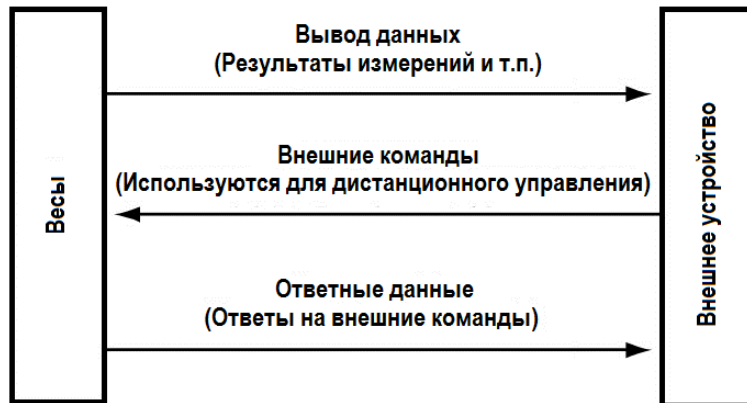 Вывод данных
(Результаты измерений и т.п.)
Весы
Внешние команды
(Используются для дистанционного управления)
Внешнее устройство
Ответные данные
(Ответы на внешние команды)